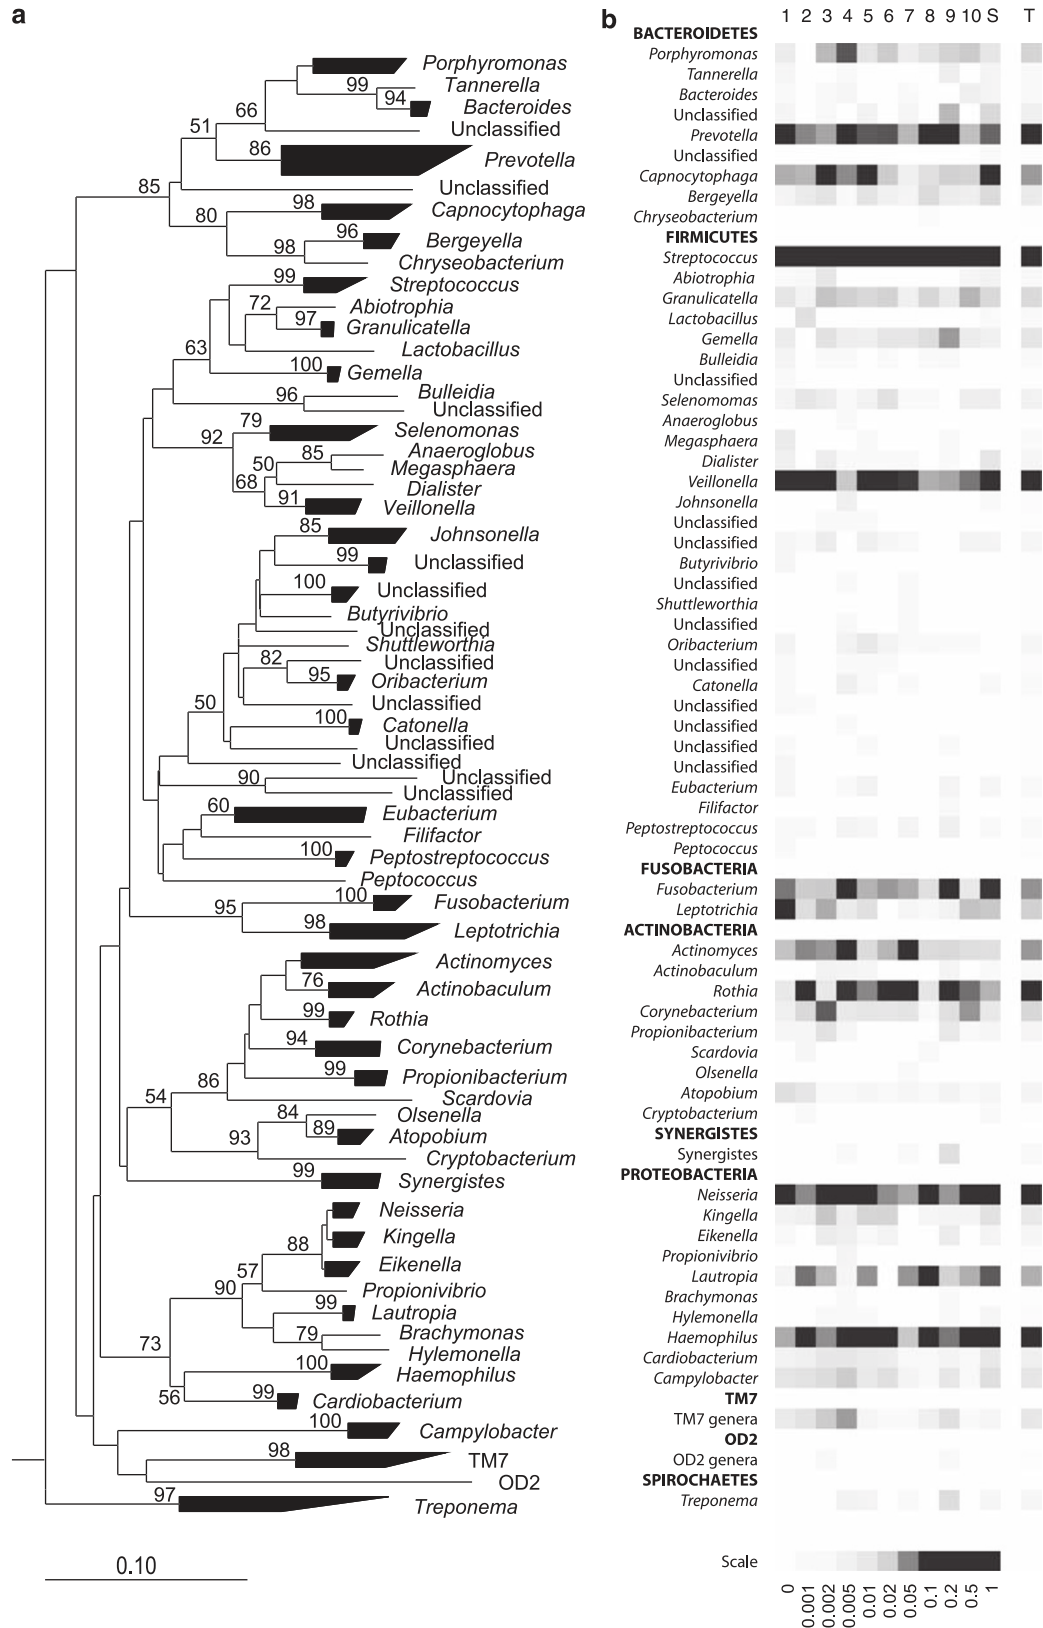 a
Porphyromonas
99
Tannerella
94
Bacteroides
66
Unclassified
51
86
Prevotella
85
Unclassified
98
Capnocytophaga
80
96
Bergeyella
98
Chryseobacterium
99
Streptococcus
72
Abiotrophia
97
Granulicatella
63
Lactobacillus
100
Gemella
96
Bulleidia
Unclassified
79
Selenomonas
92
85
Anaeroglobus
50
Megasphaera
68
Dialister
91
Veillonella
85
Johnsonella
99
Unclassified
100
Unclassified
Butyrivibrio
Unclassified
Shuttleworthia
82
Unclassified
95
Oribacterium
50
Unclassified
100
Catonella
Unclassified
Unclassified
90
Unclassified
Unclassified
60
Eubacterium
Filifactor
100
Peptostreptococcus
Peptococcus
100
Fusobacterium
95
98
Leptotrichia
Actinomyces
76
Actinobaculum
99
Rothia
94
Corynebacterium
99
Propionibacterium
86
Scardovia
54
84
Olsenella
89
Atopobium
93
Cryptobacterium
99
Synergistes
Neisseria
88
Kingella
Eikenella
57
Propionivibrio
90
99
Lautropia
79
Brachymonas
Hylemonella
73
100
Haemophilus
56
99
Cardiobacterium
100
Campylobacter
98
TM7
OD2
97
Treponema
0.10
b
1 2 3 4 5 6 7 8 9 10 S T
BACTEROIDETES
Porphyromonas
Tannerella
Bacteroides
Unclassified
Prevotella
Unclassified
Capnocytophaga
Bergeyella
Chryseobacterium
FIRMICUTES
Streptococcus
Abiotrophia
Granulicatella
Lactobacillus
Gemella
Bulleidia
Unclassified
Selenomomas
Anaeroglobus
Megasphaera
Dialister
Veillonella
Johnsonella
Unclassified
Unclassified
Butyrivibrio
Unclassified
Shuttleworthia
Unclassified
Oribacterium
Unclassified
Catonella
Unclassified
Unclassified
Unclassified
Unclassified
Eubacterium
Filifactor
Peptostreptococcus
Peptococcus
FUSOBACTERIA
Fusobacterium
Leptotrichia
ACTINOBACTERIA
Actinomyces
Actinobaculum
Rothia
Corynebacterium
Propionibacterium
Scardovia
Olsenella
Atopobium
Cryptobacterium
SYNERGISTES
Synergistes
PROTEOBACTERIA
Neisseria
Kingella
Eikenella
Propionivibrio
Lautropia
Brachymonas
Hylemonella
Haemophilus
Cardiobacterium
Campylobacter
TM7
TM7 genera
OD2
OD2 genera
SPIROCHAETES
Treponema
Scale
0 0.001 0.002 0.005 0.01 0.02 0.05 0.1 0.2 0.5 1